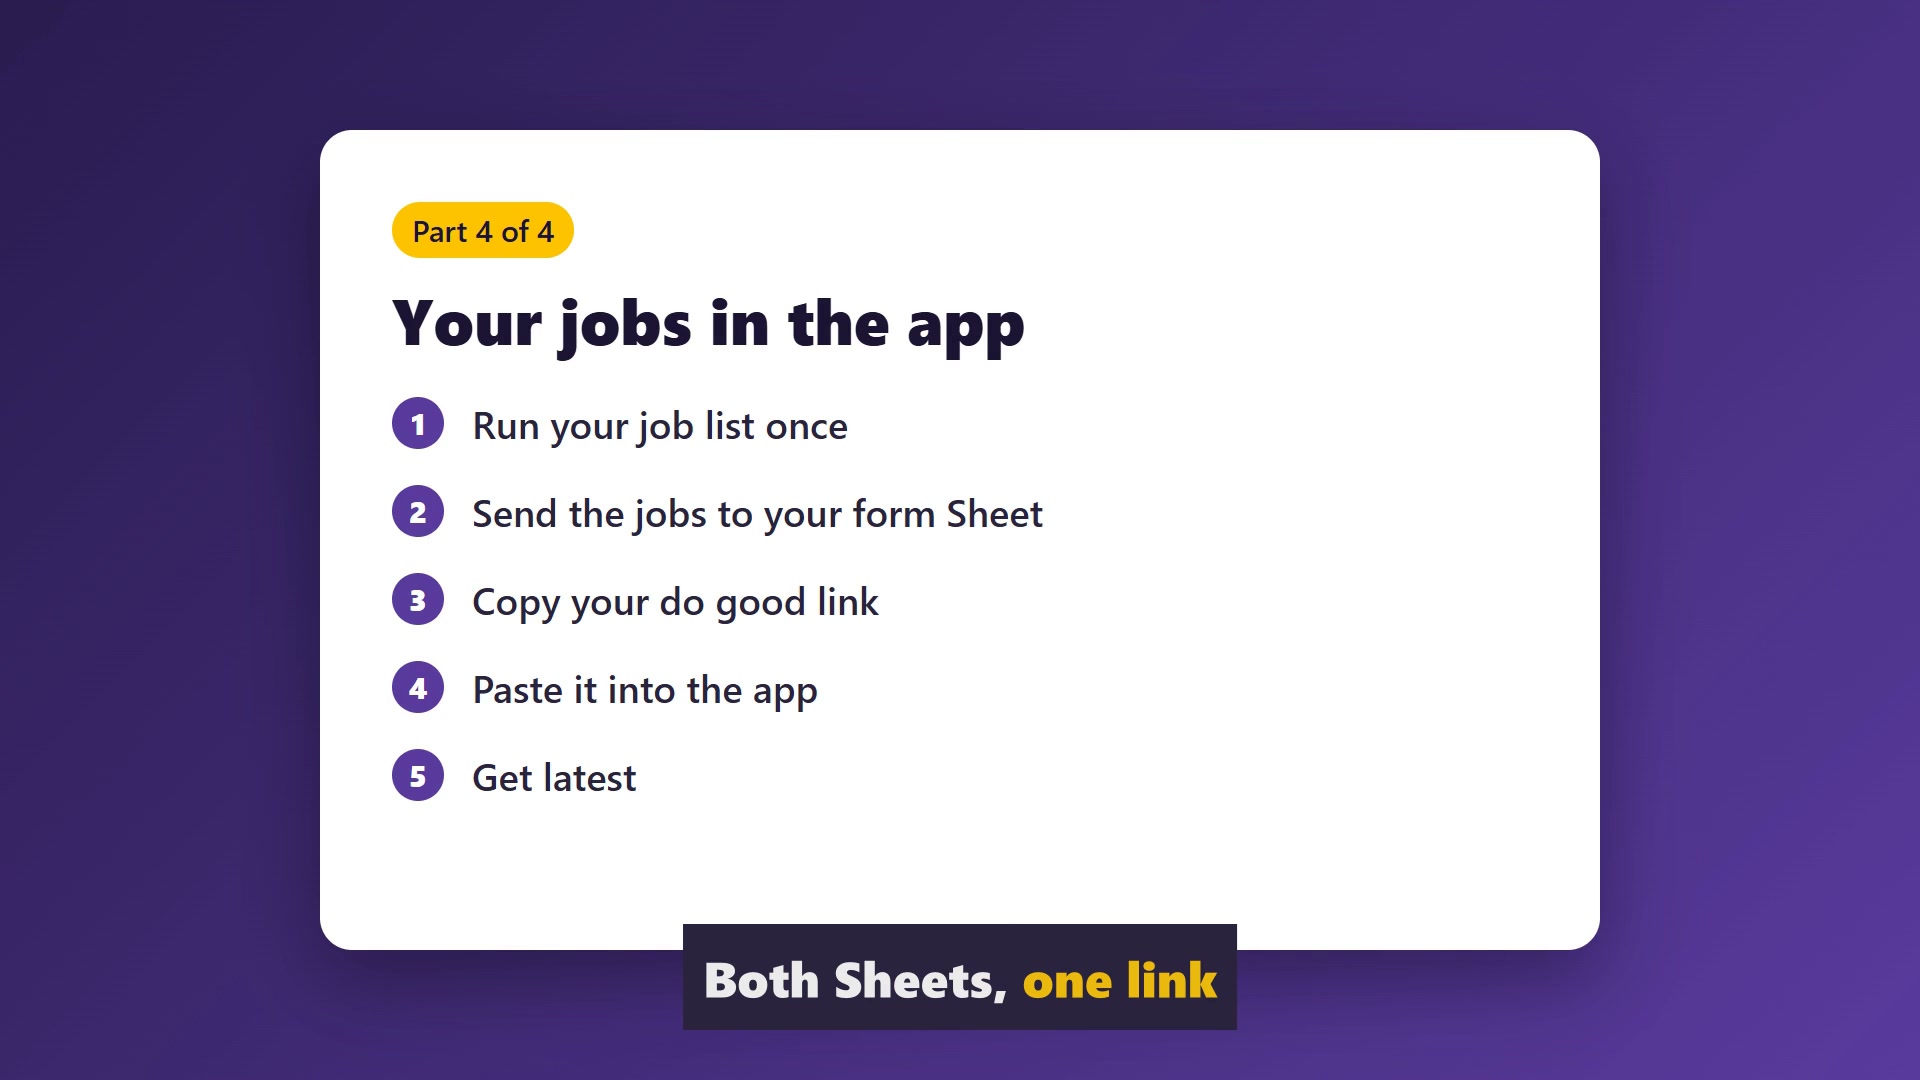 Part 4 of 4
Your jobs in the app
1 Run your job list once
2 Send the jobs to your form Sheet
3 Copy your do good link
4 Paste it into the app
5 Get latest
Both Sheets, one link